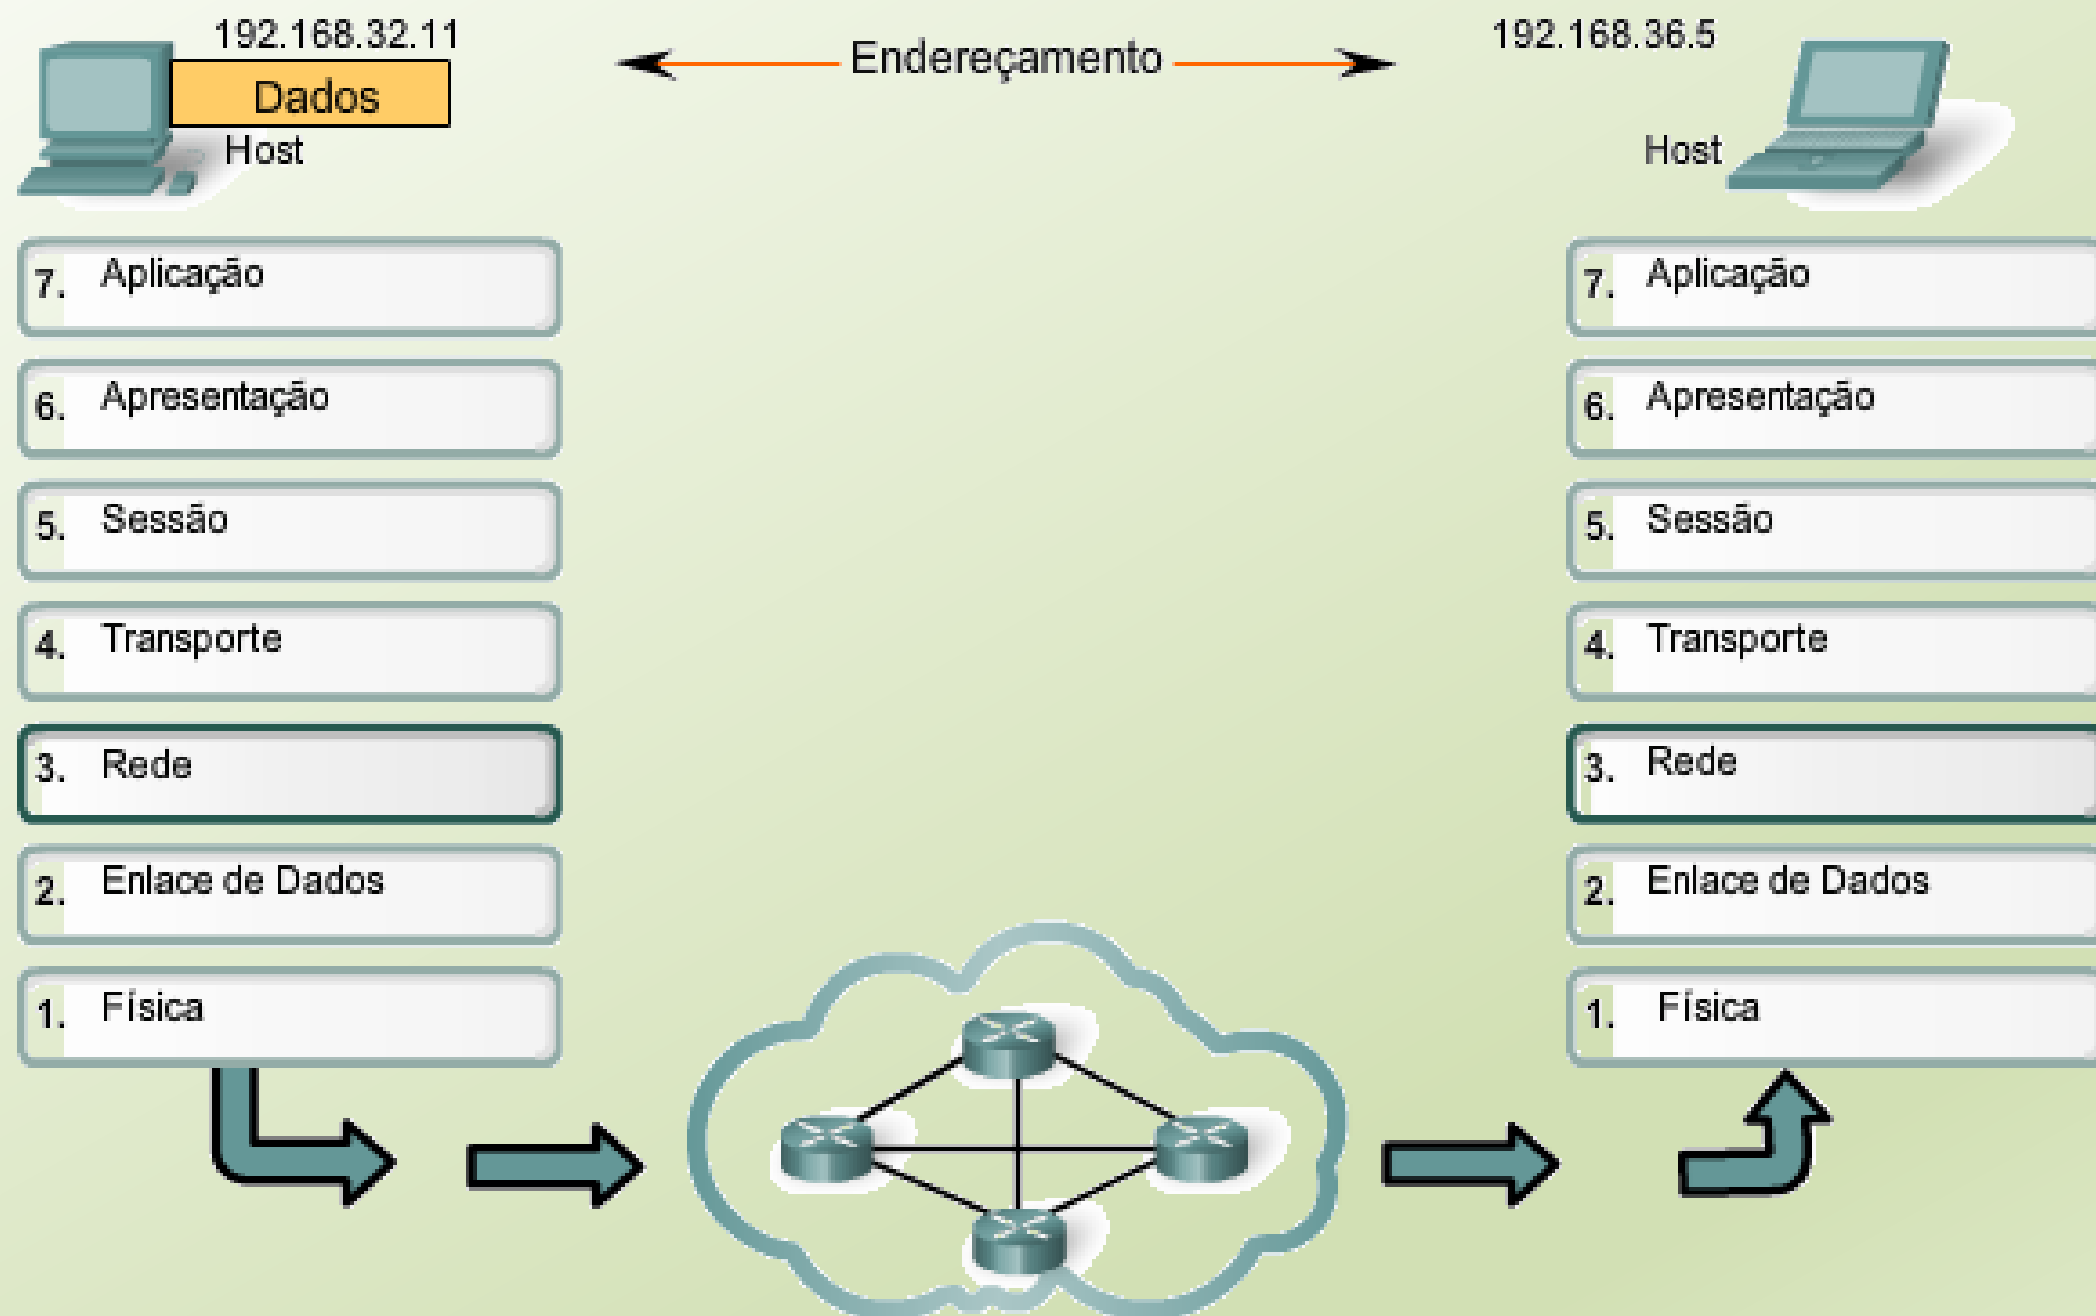 192.168.32.11
Dados
Host
Endereçamento
192.168.36.5
Host
7. Aplicação
6. Apresentação
5. Sessão
4. Transporte
3. Rede
2. Enlace de Dados
1. Física
7. Aplicação
6. Apresentação
5. Sessão
4. Transporte
3. Rede
2. Enlace de Dados
1. Física